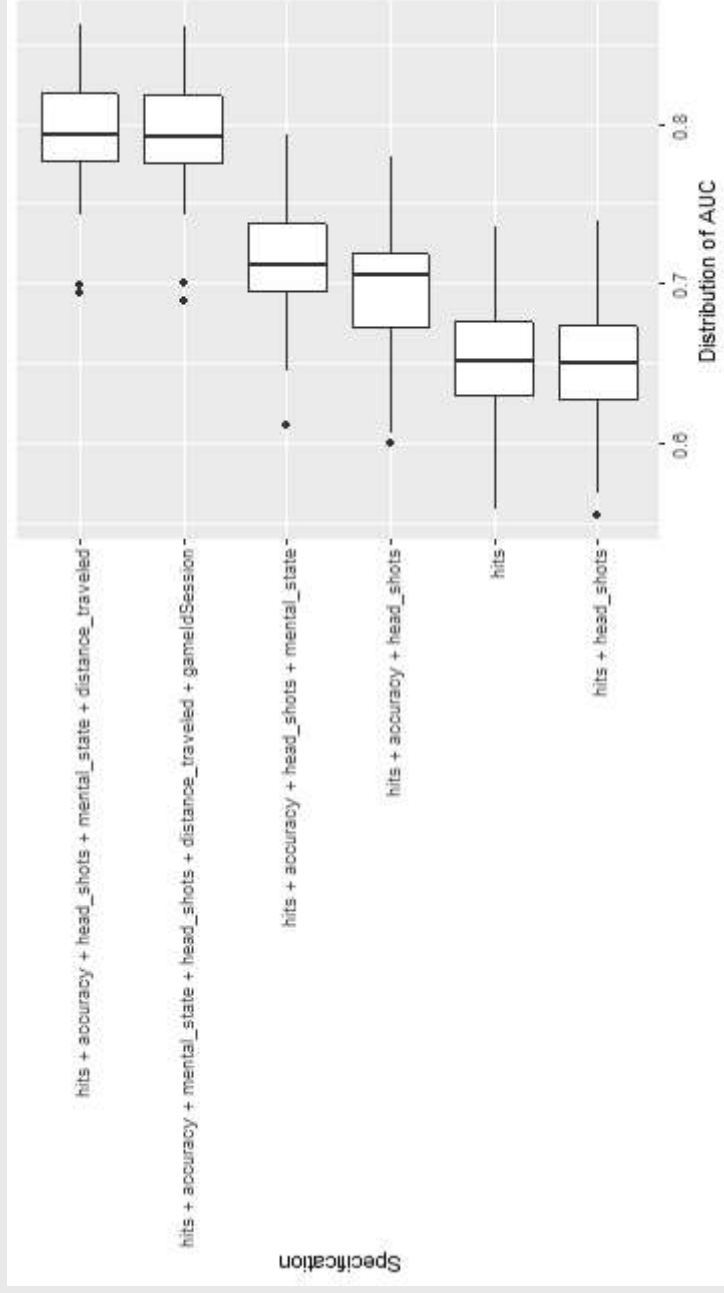 hits + accuracy + head_shots + mental_state + distance_traveled
hits + accuracy + mental_state + head_shots + distance_traveled + gameIdSession
hits + accuracy + head_shots + mental_state
hits + accuracy + head_shots
hits
hits + head_shots
Specification
0.6
0.7
0.8
Distribution of AUC